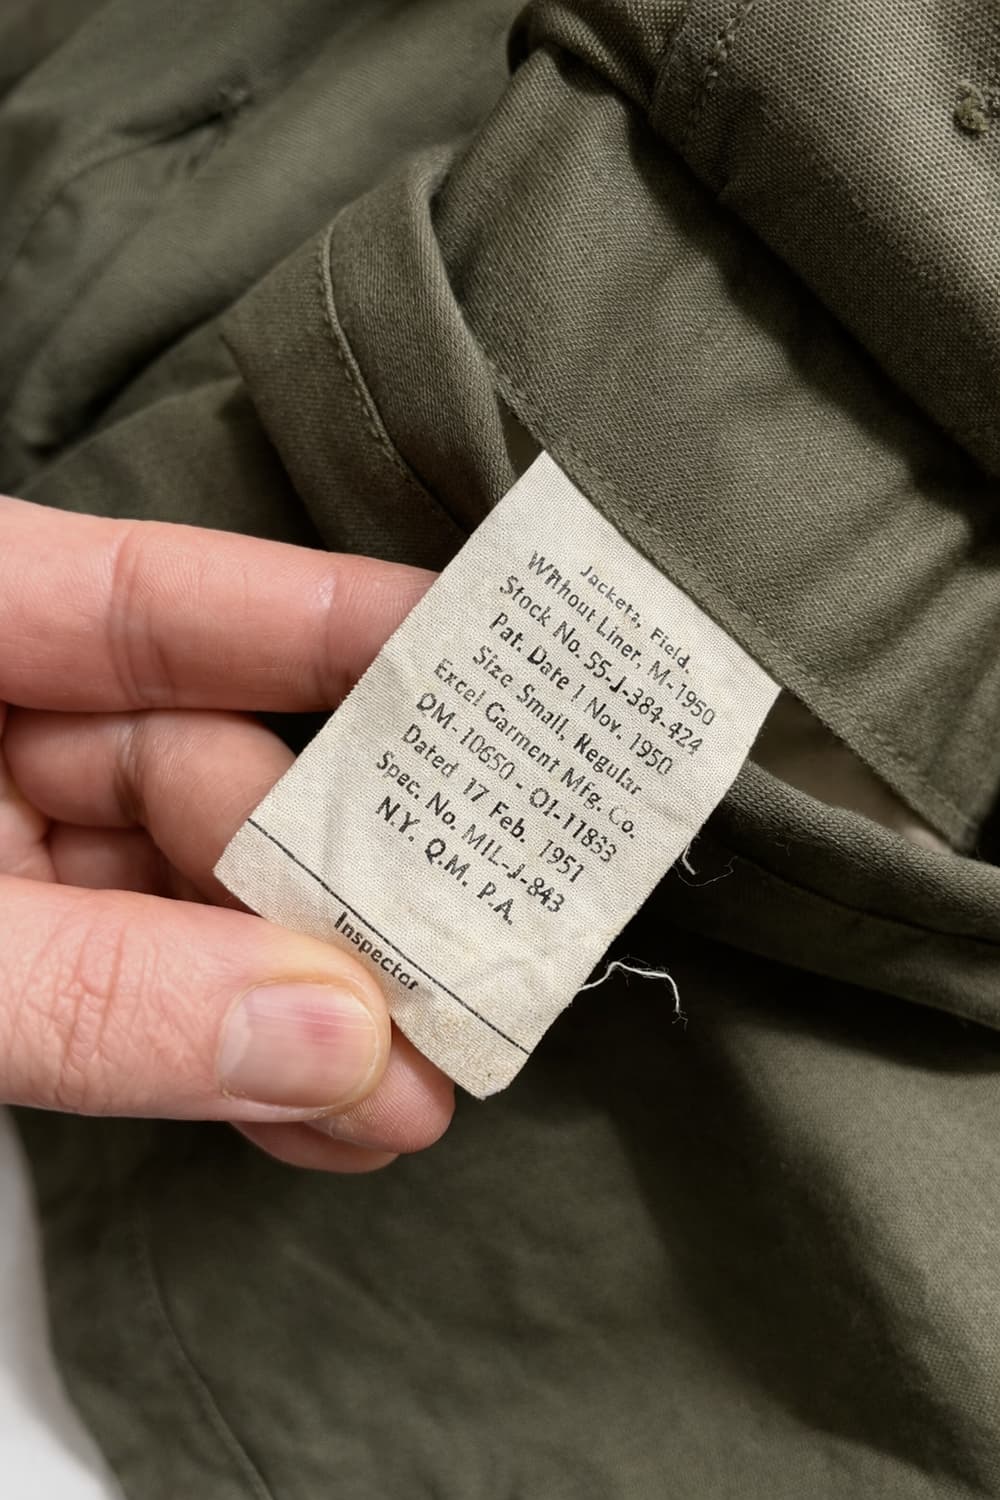 Jackets, Field,
Without Liner, M-1950
Stock No. 55-J-384-424
Pat. Date 1 Nov. 1950
Size Small, Regular
Excel Garment Mfg. Co.
QM-10650 - OI-11833
Dated 17 Feb. 1951
Spec. No. MIL-J-843
N.Y. Q.M. P.A.
Inspector